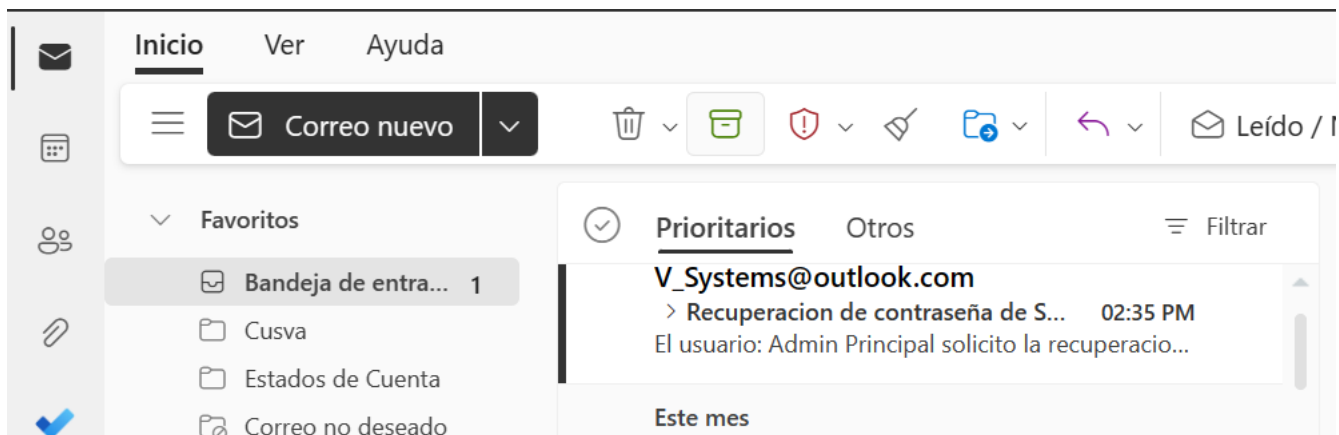 Inicio Ver Ayuda
Correo nuevo
Leído /
Favoritos
Prioritarios Otros Filtrar
Bandeja de entra... 1
V_Systems@outlook.com
Recuperacion de contraseña de S... 02:35 PM
Cusva
El usuario: Admin Principal solicito la recuperacio...
Estados de Cuenta
Este mes
Correo no deseado